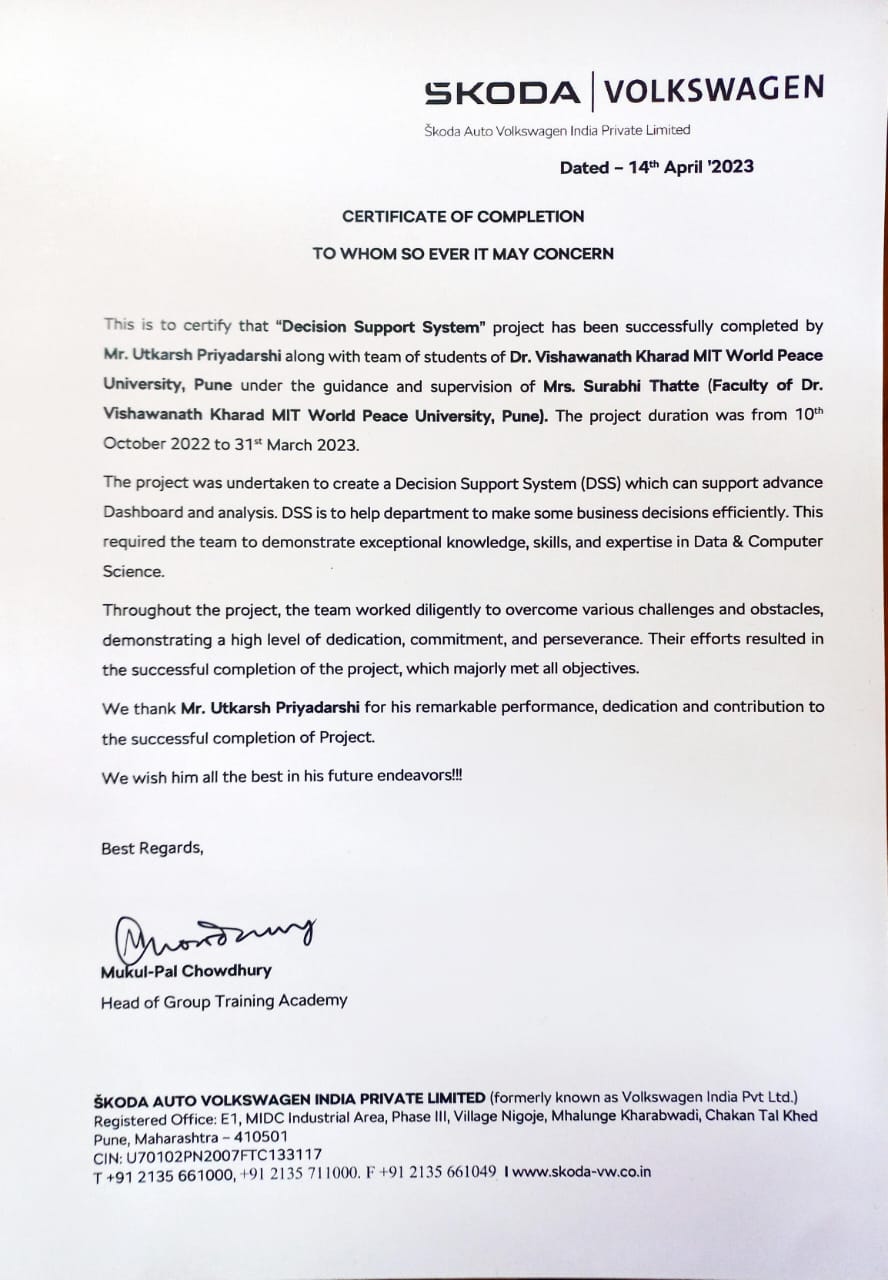 ŠKODA | VOLKSWAGEN
Škoda Auto Volkswagen India Private Limited
Dated – 14th April '2023
CERTIFICATE OF COMPLETION
TO WHOM SO EVER IT MAY CONCERN
This is to certify that “Decision Support System” project has been successfully completed by
Mr. Utkarsh Priyadarshi along with team of students of Dr. Vishawanath Kharad MIT World Peace
University, Pune under the guidance and supervision of Mrs. Surabhi Thatte (Faculty of Dr.
Vishawanath Kharad MIT World Peace University, Pune). The project duration was from 10th
October 2022 to 31st March 2023.
The project was undertaken to create a Decision Support System (DSS) which can support advance
Dashboard and analysis. DSS is to help department to make some business decisions efficiently. This
required the team to demonstrate exceptional knowledge, skills, and expertise in Data & Computer
Science.
Throughout the project, the team worked diligently to overcome various challenges and obstacles,
demonstrating a high level of dedication, commitment, and perseverance. Their efforts resulted in
the successful completion of the project, which majorly met all objectives.
We thank Mr. Utkarsh Priyadarshi for his remarkable performance, dedication and contribution to
the successful completion of Project.
We wish him all the best in his future endeavors!!!
Best Regards,
MChowdhury
Mukul-Pal Chowdhury
Head of Group Training Academy
ŠKODA AUTO VOLKSWAGEN INDIA PRIVATE LIMITED (formerly known as Volkswagen India Pvt Ltd.)
Registered Office: E1, MIDC Industrial Area, Phase III, Village Nigoje, Mhalunge Kharabwadi, Chakan Tal Khed
Pune, Maharashtra – 410501
CIN: U70102PN2007FTC133117
T +91 2135 661000, +91 2135 711000. F +91 2135 661049 I www.skoda-vw.co.in